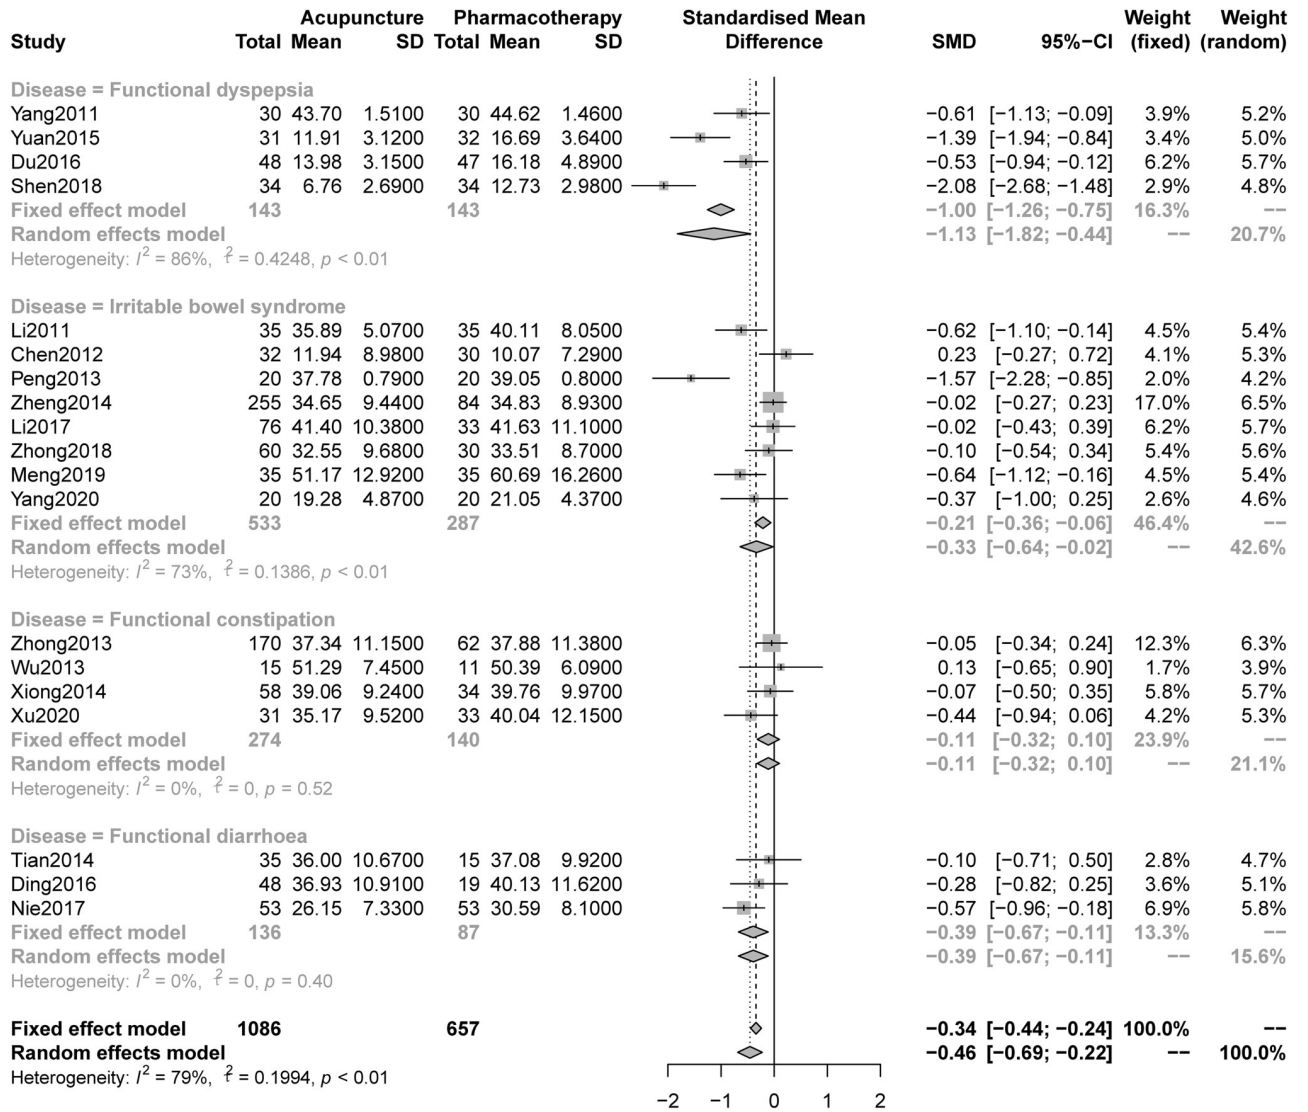 Acupuncture Pharmacotherapy Standardised Mean Weight Weight
Study Total Mean SD Total Mean SD Difference SMD 95%−CI (fixed) (random)
Disease = Functional dyspepsia
Yang2011 30 43.70 1.5100 30 44.62 1.4600 −0.61 [−1.13; −0.09] 3.9% 5.2%
Yuan2015 31 11.91 3.1200 32 16.69 3.6400 −1.39 [−1.94; −0.84] 3.4% 5.0%
Du2016 48 13.98 3.1500 47 16.18 4.8900 −0.53 [−0.94; −0.12] 6.2% 5.7%
Shen2018 34 6.76 2.6900 34 12.73 2.9800 −2.08 [−2.68; −1.48] 2.9% 4.8%
Fixed effect model 143 143 −1.00 [−1.26; −0.75] 16.3% −−
Random effects model −1.13 [−1.82; −0.44] −− 20.7%
Heterogeneity: I² = 86%, τ² = 0.4248, p < 0.01
Disease = Irritable bowel syndrome
Li2011 35 35.89 5.0700 35 40.11 8.0500 −0.62 [−1.10; −0.14] 4.5% 5.4%
Chen2012 32 11.94 8.9800 30 10.07 7.2900 0.23 [−0.27; 0.72] 4.1% 5.3%
Peng2013 20 37.78 0.7900 20 39.05 0.8000 −1.57 [−2.28; −0.85] 2.0% 4.2%
Zheng2014 255 34.65 9.4400 84 34.83 8.9300 −0.02 [−0.27; 0.23] 17.0% 6.5%
Li2017 76 41.40 10.3800 33 41.63 11.1000 −0.02 [−0.43; 0.39] 6.2% 5.7%
Zhong2018 60 32.55 9.6800 30 33.51 8.7000 −0.10 [−0.54; 0.34] 5.4% 5.6%
Meng2019 35 51.17 12.9200 35 60.69 16.2600 −0.64 [−1.12; −0.16] 4.5% 5.4%
Yang2020 20 19.28 4.8700 20 21.05 4.3700 −0.37 [−1.00; 0.25] 2.6% 4.6%
Fixed effect model 533 287 −0.21 [−0.36; −0.06] 46.4% −−
Random effects model −0.33 [−0.64; −0.02] −− 42.6%
Heterogeneity: I² = 73%, τ² = 0.1386, p < 0.01
Disease = Functional constipation
Zhong2013 170 37.34 11.1500 62 37.88 11.3800 −0.05 [−0.34; 0.24] 12.3% 6.3%
Wu2013 15 51.29 7.4500 11 50.39 6.0900 0.13 [−0.65; 0.90] 1.7% 3.9%
Xiong2014 58 39.06 9.2400 34 39.76 9.9700 −0.07 [−0.50; 0.35] 5.8% 5.7%
Xu2020 31 35.17 9.5200 33 40.04 12.1500 −0.44 [−0.94; 0.06] 4.2% 5.3%
Fixed effect model 274 140 −0.11 [−0.32; 0.10] 23.9% −−
Random effects model −0.11 [−0.32; 0.10] −− 21.1%
Heterogeneity: I² = 0%, τ² = 0, p = 0.52
Disease = Functional diarrhoea
Tian2014 35 36.00 10.6700 15 37.08 9.9200 −0.10 [−0.71; 0.50] 2.8% 4.7%
Ding2016 48 36.93 10.9100 19 40.13 11.6200 −0.28 [−0.82; 0.25] 3.6% 5.1%
Nie2017 53 26.15 7.3300 53 30.59 8.1000 −0.57 [−0.96; −0.18] 6.9% 5.8%
Fixed effect model 136 87 −0.39 [−0.67; −0.11] 13.3% −−
Random effects model −0.39 [−0.67; −0.11] −− 15.6%
Heterogeneity: I² = 0%, τ² = 0, p = 0.40
Fixed effect model 1086 657 −0.34 [−0.44; −0.24] 100.0% −−
Random effects model −0.46 [−0.69; −0.22] −− 100.0%
Heterogeneity: I² = 79%, τ² = 0.1994, p < 0.01
−2 −1 0 1 2